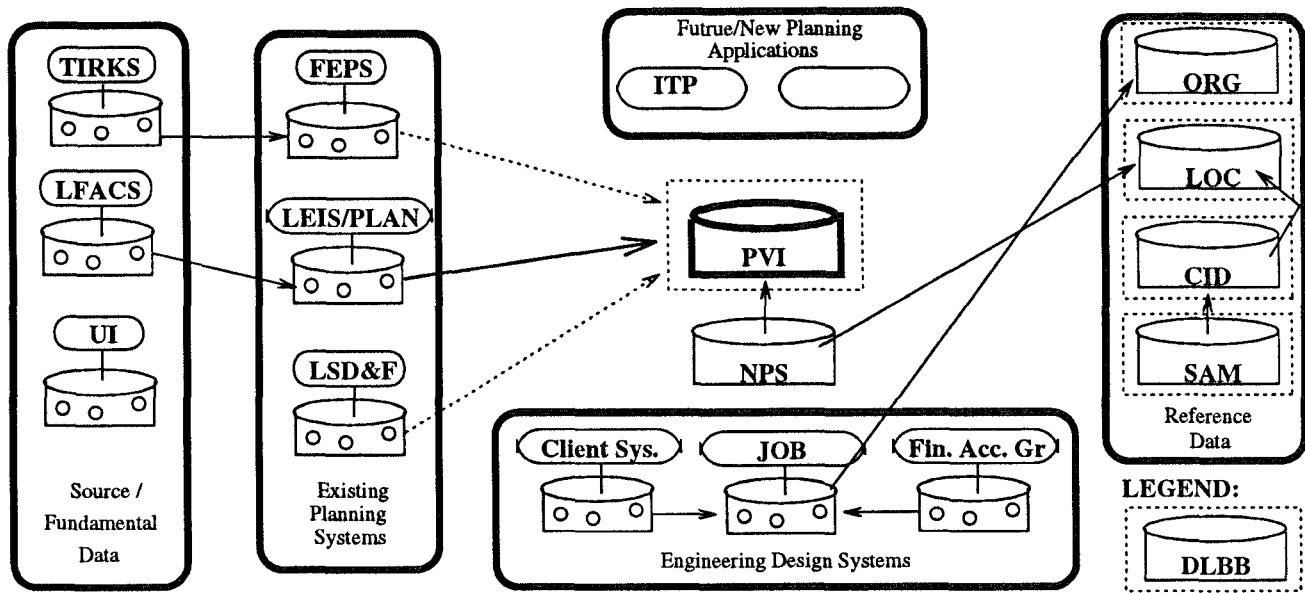 TIRKS
LFACS
UI
Source /
Fundamental
Data
FEPS
LEIS/PLAN
LSD&F
Existing
Planning
Systems
Futrue/New Planning
Applications
ITP
PVI
NPS
Client Sys.
JOB
Fin. Acc. Gr
Engineering Design Systems
ORG
LOC
CID
SAM
Reference
Data
LEGEND:
DLBB